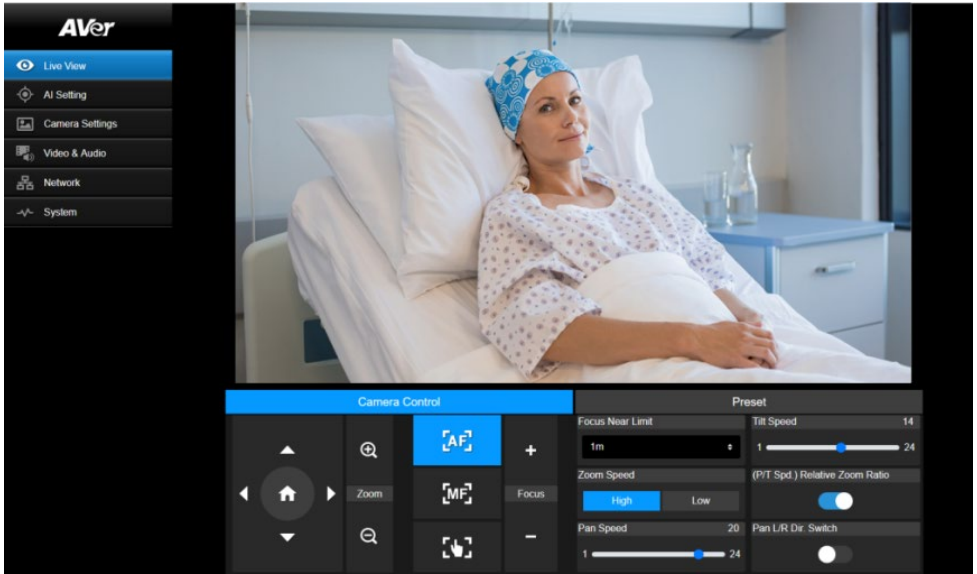 AVer
Live View
AI Setting
Camera Settings
Video & Audio
Network
System
Camera Control
Preset
Zoom
AF
MF
+
Focus
-
Focus Near Limit
1m
Tilt Speed 14
1 24
Zoom Speed
High Low
(P/T Spd.) Relative Zoom Ratio
Pan Speed 20
1 24
Pan L/R Dir. Switch